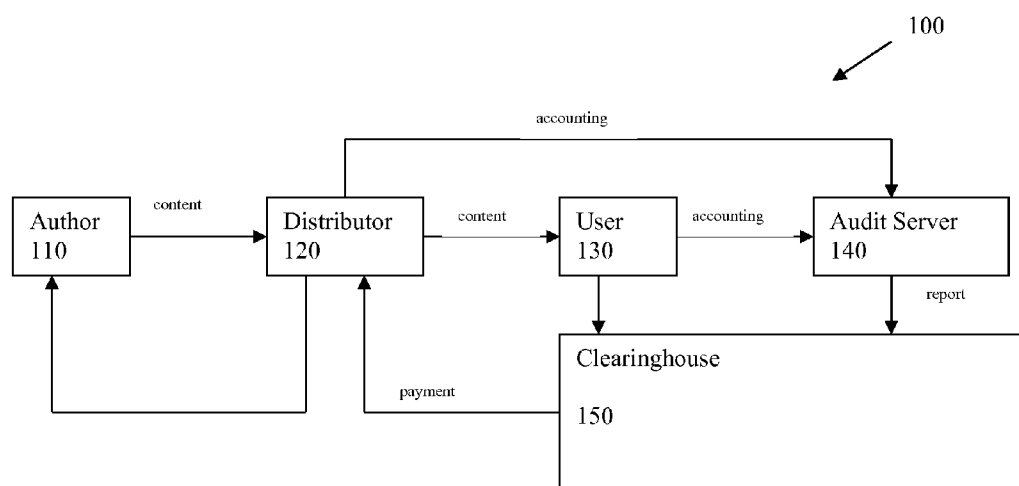 100
accounting
Author
110
content
Distributor
120
content
User
130
accounting
Audit Server
140
report
Clearinghouse
150
payment